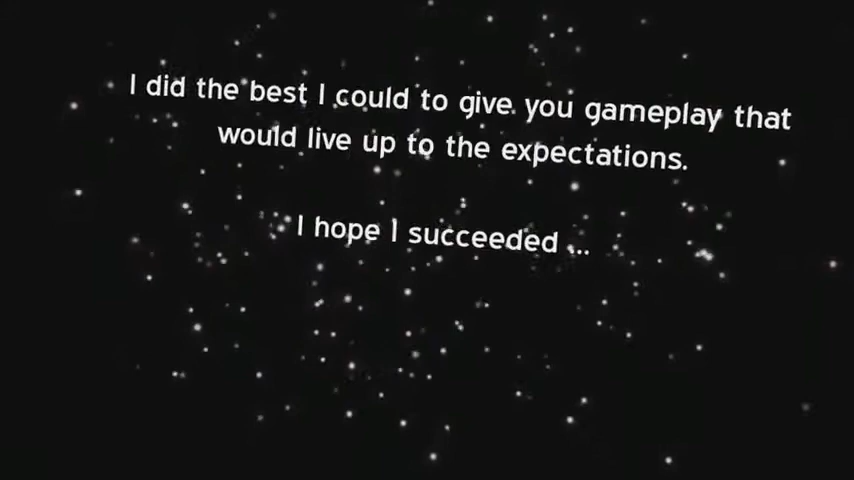 I did the best I could to give you gameplay that
would live up to the expectations.
I hope I succeeded ...